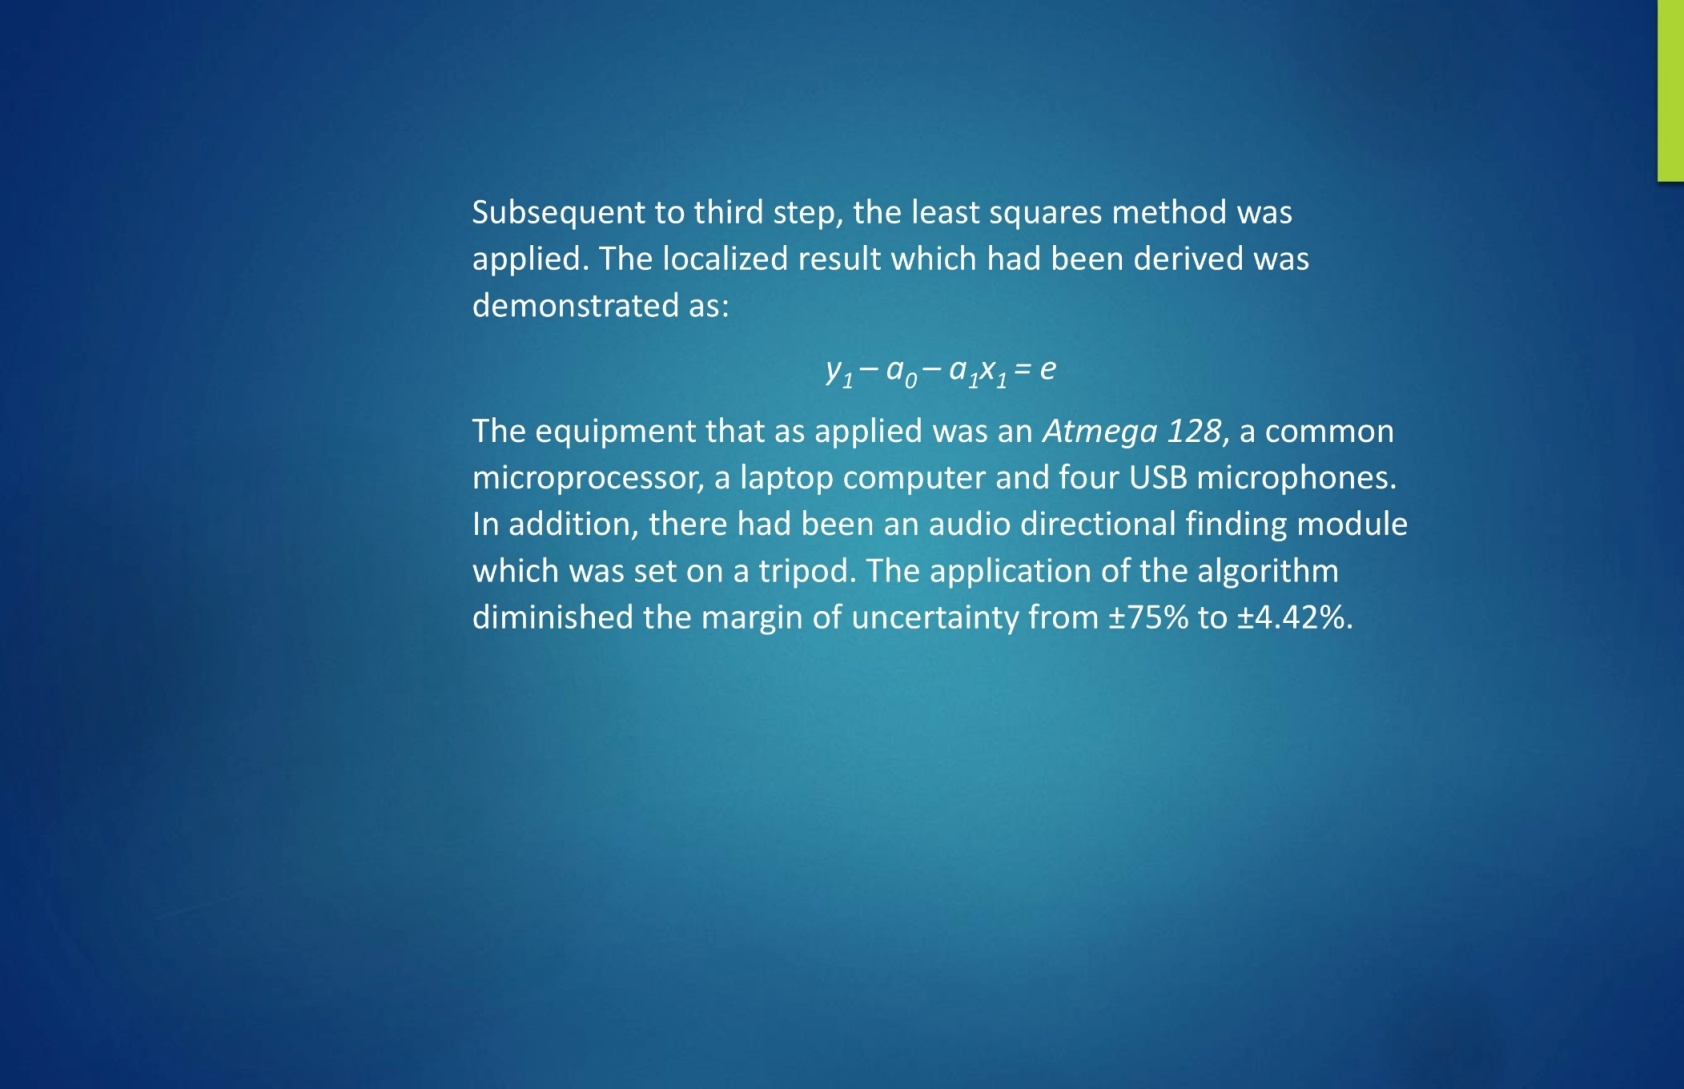 Subsequent to third step, the least squares method was
applied. The localized result which had been derived was
demonstrated as:
y₁ – a₀ – a₁x₁ = e
The equipment that as applied was an Atmega 128, a common
microprocessor, a laptop computer and four USB microphones.
In addition, there had been an audio directional finding module
which was set on a tripod. The application of the algorithm
diminished the margin of uncertainty from ±75% to ±4.42%.